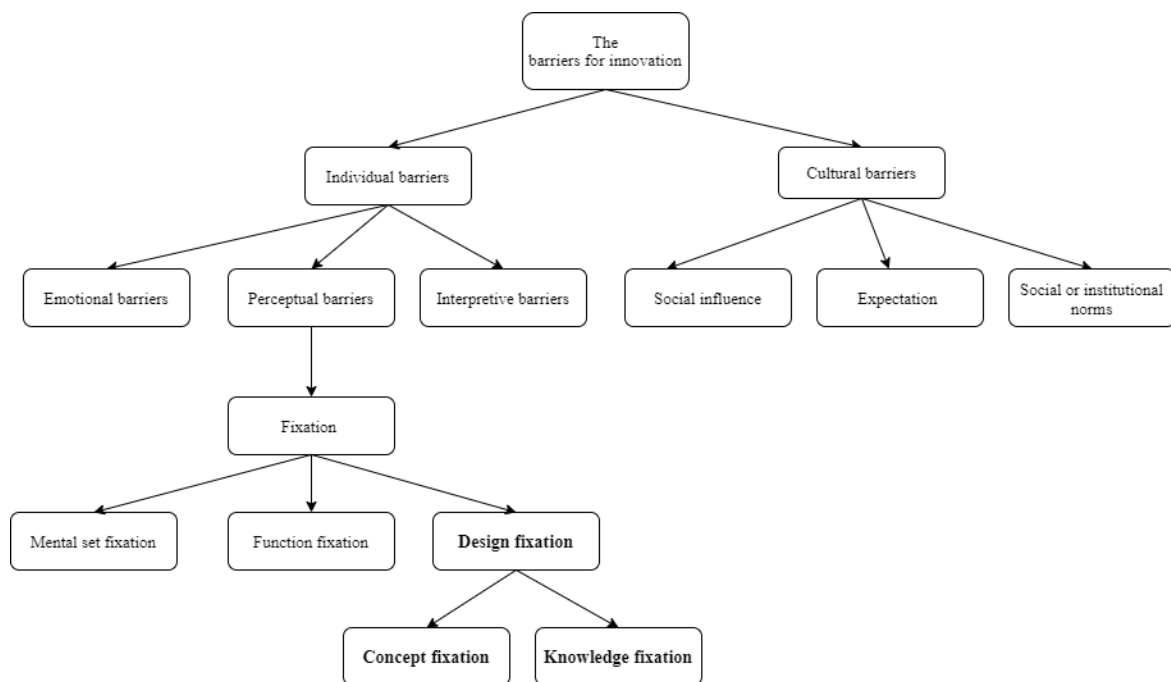 The
barriers for innovation
Individual barriers
Cultural barriers
Emotional barriers
Perceptual barriers
Interpretive barriers
Social influence
Expectation
Social or institutional
norms
Fixation
Mental set fixation
Function fixation
Design fixation
Concept fixation
Knowledge fixation